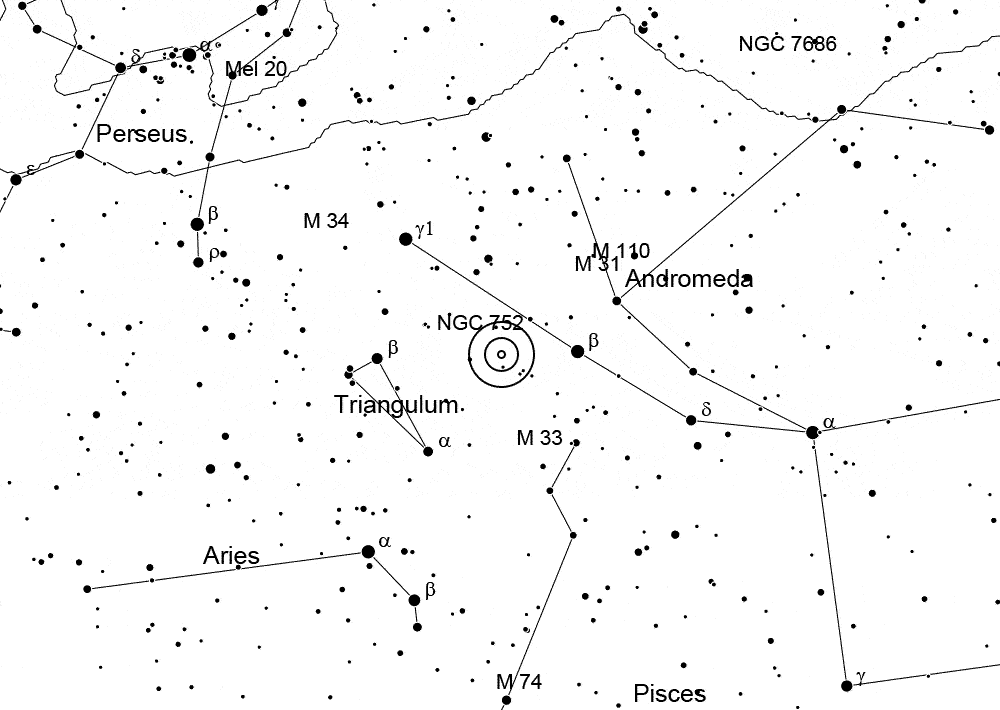 γ
NGC 7686
δ
α
Mel 20
Perseus
ε
β
M 34
γ1
ρ
M 110
M 31
Andromeda
NGC 752
β
β
Triangulum
δ
α
α
M 33
Aries
α
β
γ
M 74
Pisces